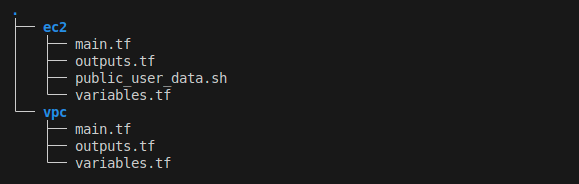 .
├── ec2
│   ├── main.tf
│   ├── outputs.tf
│   ├── public_user_data.sh
│   └── variables.tf
└── vpc
    ├── main.tf
    ├── outputs.tf
    └── variables.tf